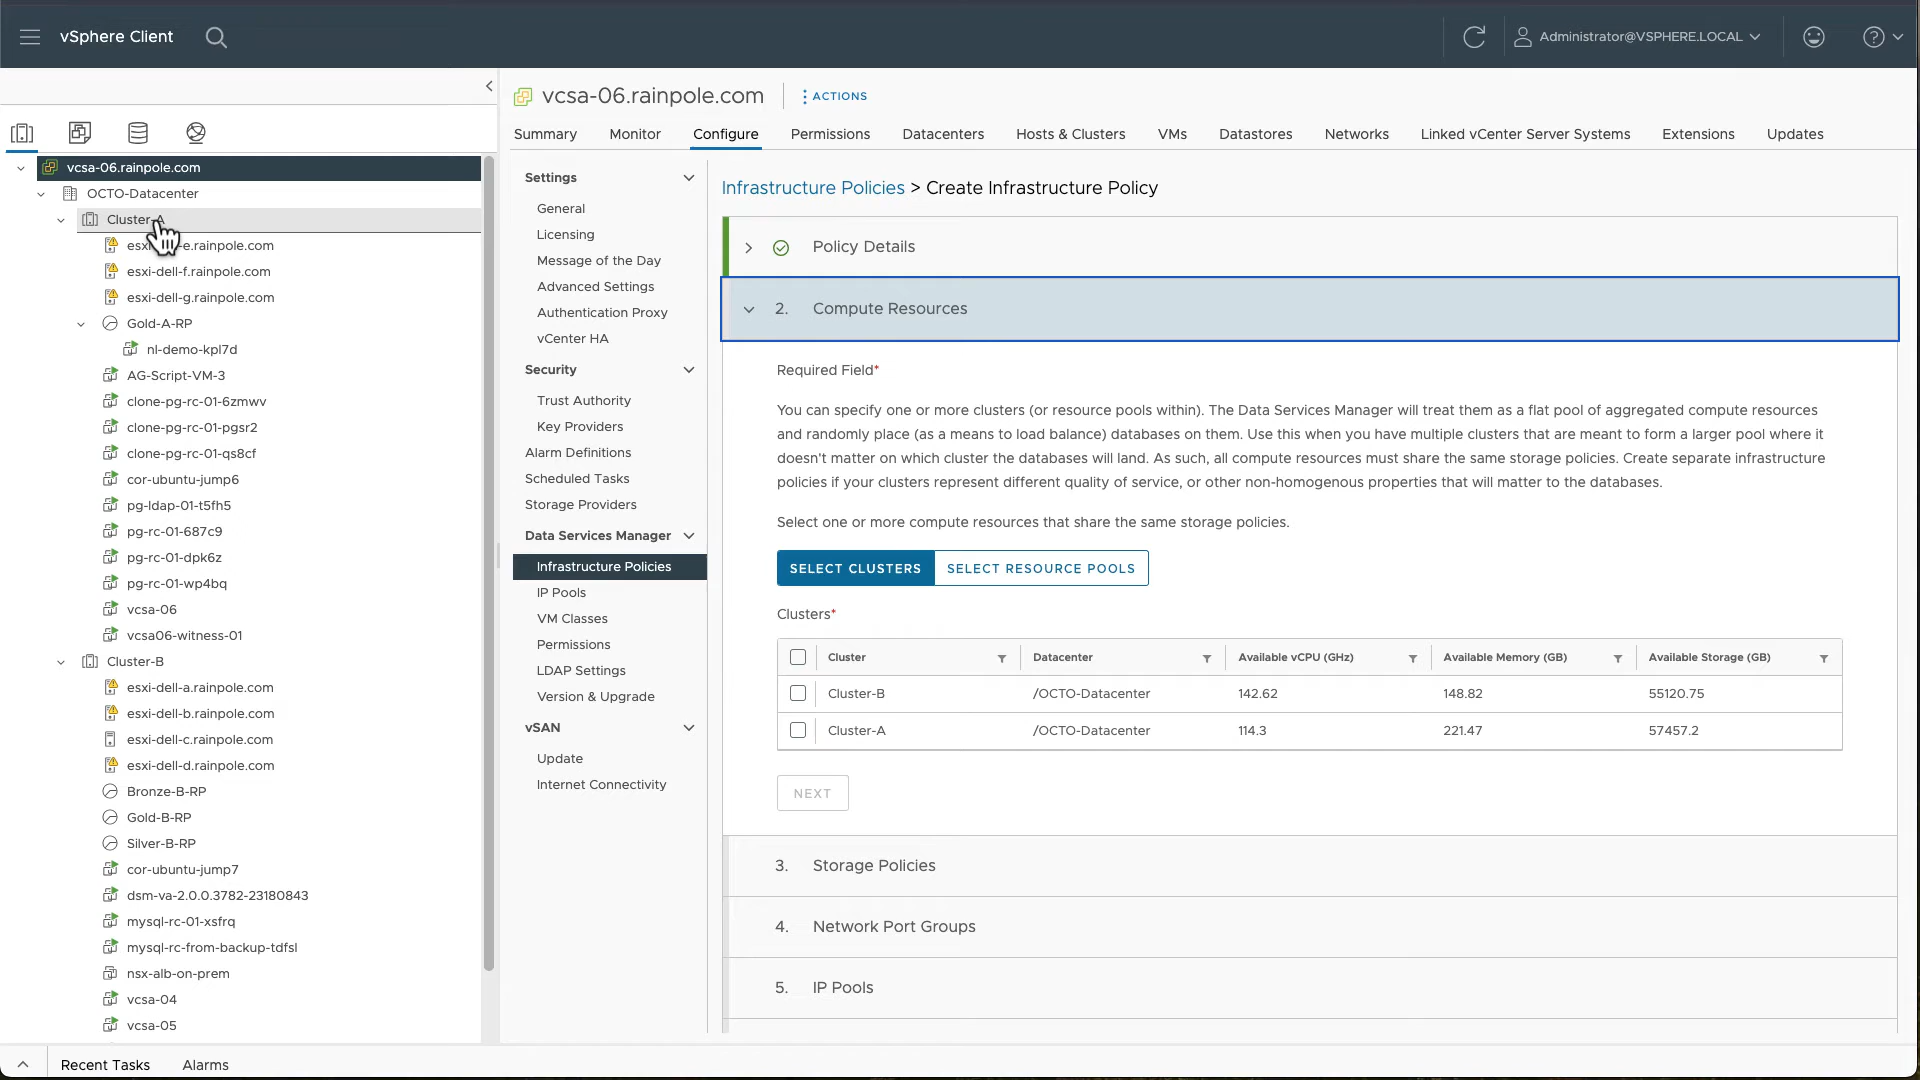 vSphere Client
Administrator@VSPHERE.LOCAL
vcsa-06.rainpole.com
OCTO-Datacenter
Cluster-A
esxi- -e.rainpole.com
esxi-dell-f.rainpole.com
esxi-dell-g.rainpole.com
Gold-A-RP
nl-demo-kpl7d
AG-Script-VM-3
clone-pg-rc-01-6zmwv
clone-pg-rc-01-pgsr2
clone-pg-rc-01-qs8cf
cor-ubuntu-jump6
pg-ldap-01-t5fh5
pg-rc-01-687c9
pg-rc-01-dpk6z
pg-rc-01-wp4bq
vcsa-06
vcsa06-witness-01
Cluster-B
esxi-dell-a.rainpole.com
esxi-dell-b.rainpole.com
esxi-dell-c.rainpole.com
esxi-dell-d.rainpole.com
Bronze-B-RP
Gold-B-RP
Silver-B-RP
cor-ubuntu-jump7
dsm-va-2.0.0.3782-23180843
mysql-rc-01-xsfrq
mysql-rc-from-backup-tdfsl
nsx-alb-on-prem
vcsa-04
vcsa-05
vcsa-06.rainpole.com
ACTIONS
Summary Monitor Configure Permissions Datacenters Hosts & Clusters VMs Datastores Networks Linked vCenter Server Systems Extensions Updates
Settings
General
Licensing
Message of the Day
Advanced Settings
Authentication Proxy
vCenter HA
Security
Trust Authority
Key Providers
Alarm Definitions
Scheduled Tasks
Storage Providers
Data Services Manager
Infrastructure Policies
IP Pools
VM Classes
Permissions
LDAP Settings
Version & Upgrade
vSAN
Update
Internet Connectivity
Infrastructure Policies > Create Infrastructure Policy
Policy Details
2. Compute Resources
Required Field*
You can specify one or more clusters (or resource pools within). The Data Services Manager will treat them as a flat pool of aggregated compute resources
and randomly place (as a means to load balance) databases on them. Use this when you have multiple clusters that are meant to form a larger pool where it
doesn't matter on which cluster the databases will land. As such, all compute resources must share the same storage policies. Create separate infrastructure
policies if your clusters represent different quality of service, or other non-homogenous properties that will matter to the databases.
Select one or more compute resources that share the same storage policies.
SELECT CLUSTERS SELECT RESOURCE POOLS
Clusters*
Cluster Datacenter Available vCPU (GHz) Available Memory (GB) Available Storage (GB)
Cluster-B /OCTO-Datacenter 142.62 148.82 55120.75
Cluster-A /OCTO-Datacenter 114.3 221.47 57457.2
NEXT
3. Storage Policies
4. Network Port Groups
5. IP Pools
Recent Tasks Alarms